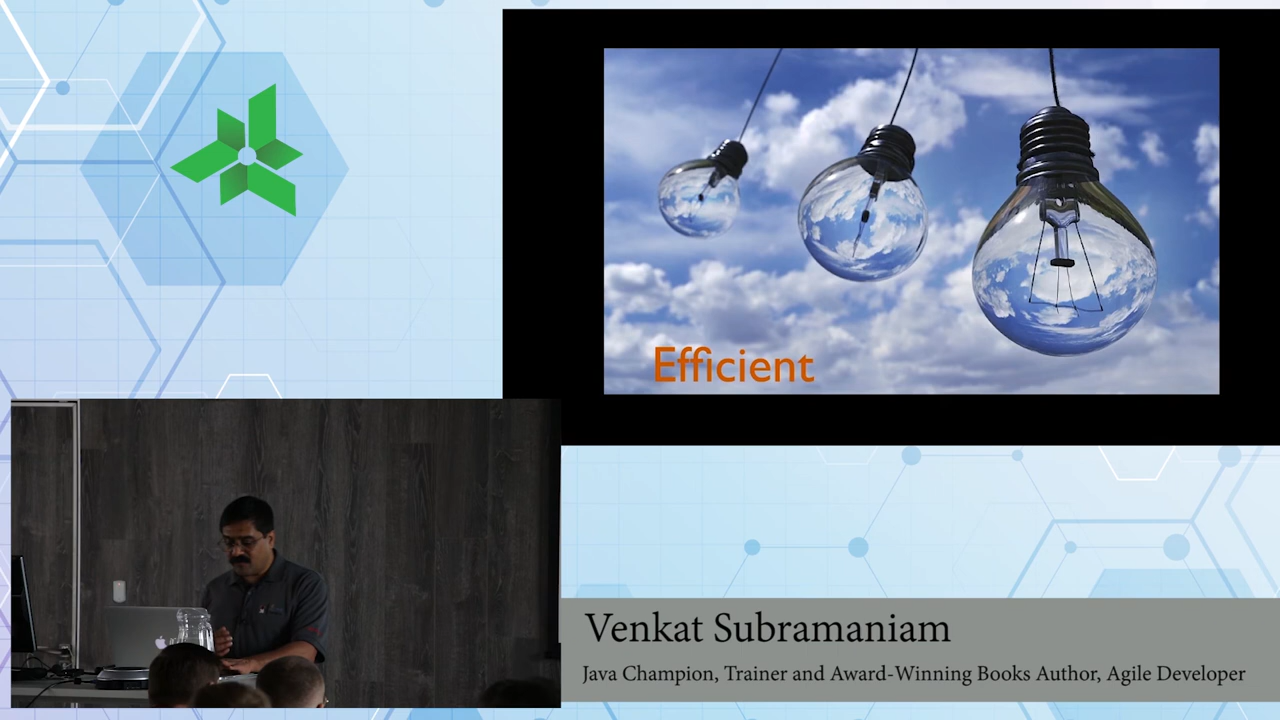 Efficient
Venkat Subramaniam
Java Champion, Trainer and Award-Winning Books Author, Agile Developer